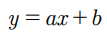 y = ax + b